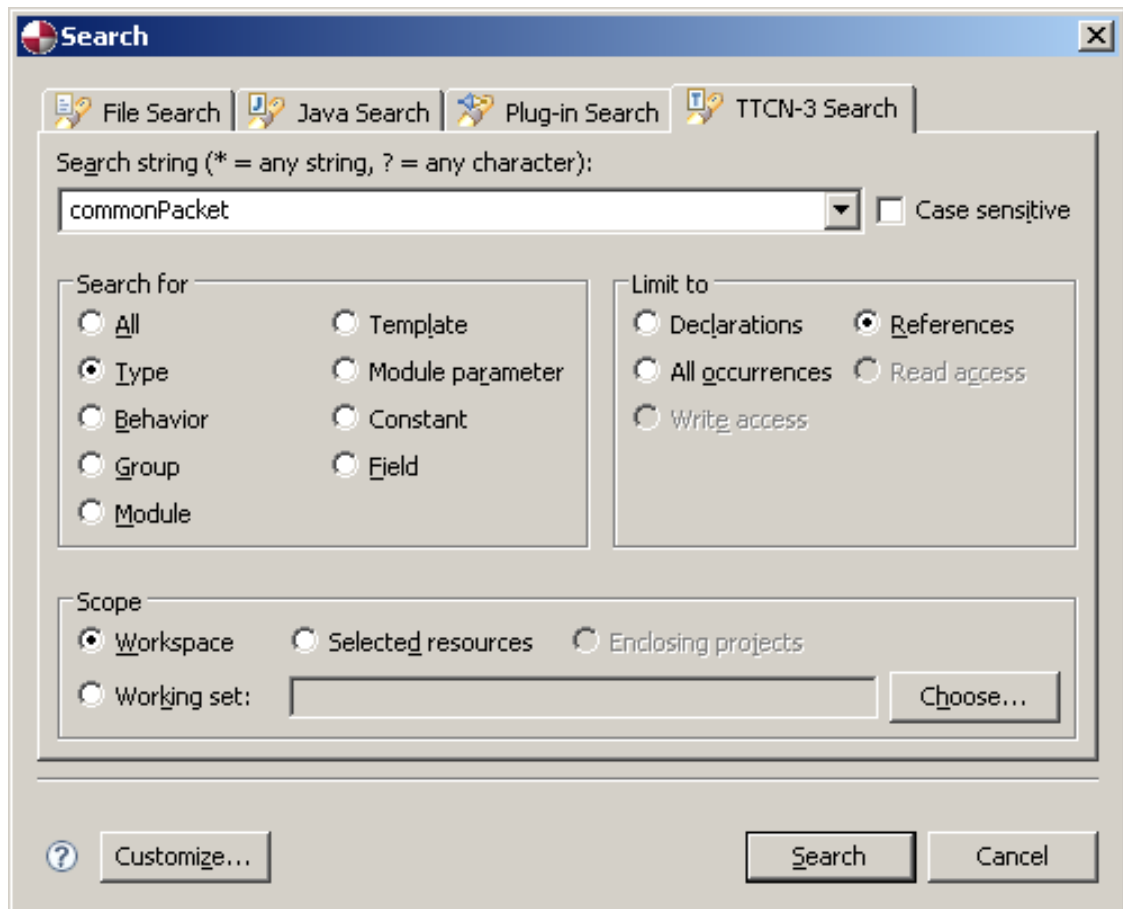 Search
File Search Java Search Plug-in Search TTCN-3 Search
Search string (* = any string, ? = any character):
commonPacket Case sensitive
Search for Limit to
All Template Declarations References
Type Module parameter All occurrences Read access
Behavior Constant Write access
Group Field
Module
Scope
Workspace Selected resources Enclosing projects
Working set: Choose...
? Customize... Search Cancel